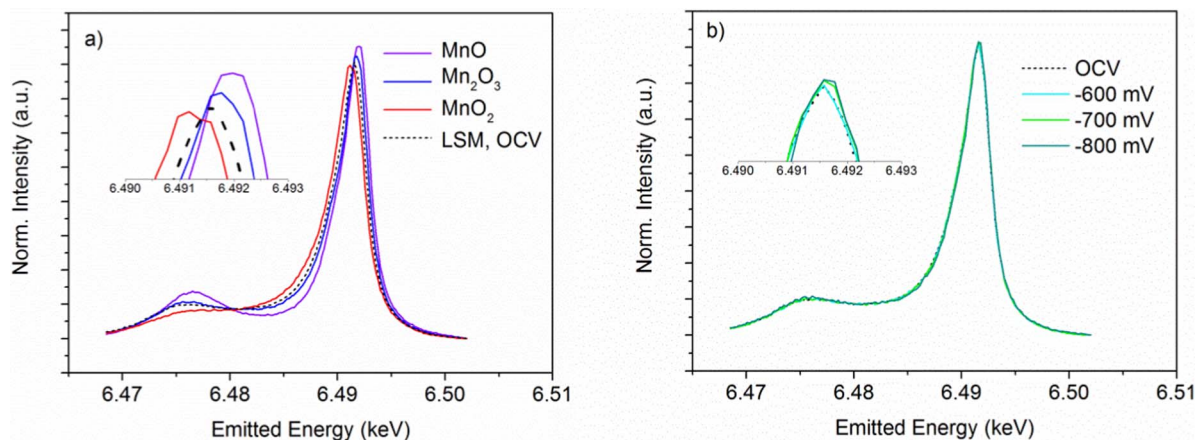 a)
MnO
Mn₂O₃
MnO₂
LSM, OCV
6.490 6.491 6.492 6.493
Norm. Intensity (a.u.)
6.47 6.48 6.49 6.50 6.51
Emitted Energy (keV)
b)
OCV
-600 mV
-700 mV
-800 mV
6.490 6.491 6.492 6.493
Norm. Intensity (a.u.)
6.47 6.48 6.49 6.50 6.51
Emitted Energy (keV)